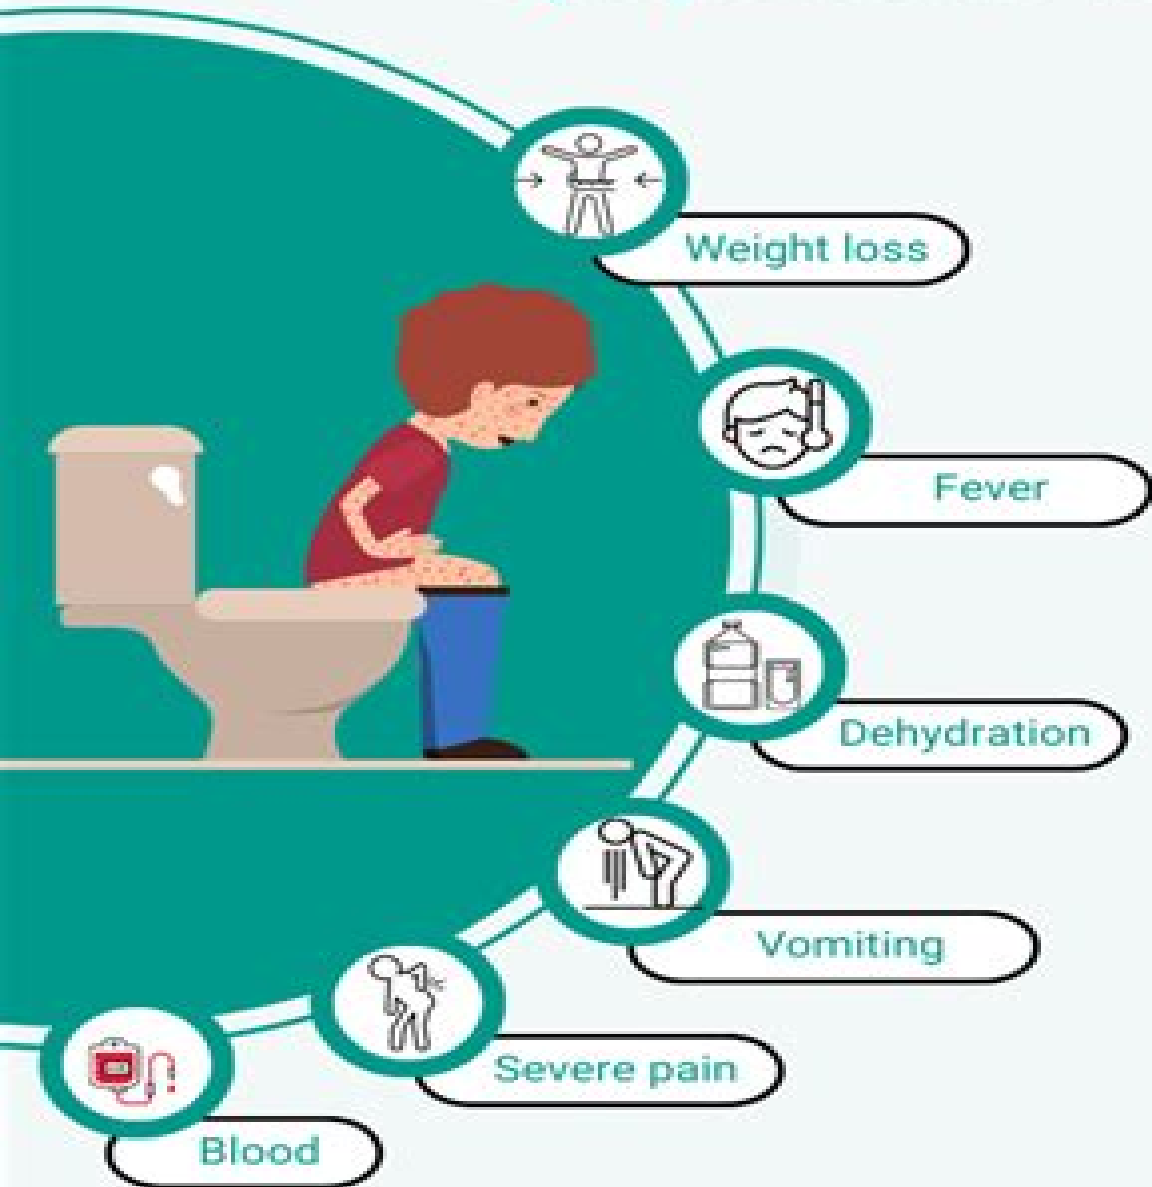 Weight loss
Fever
Dehydration
Vomiting
Severe pain
Blood